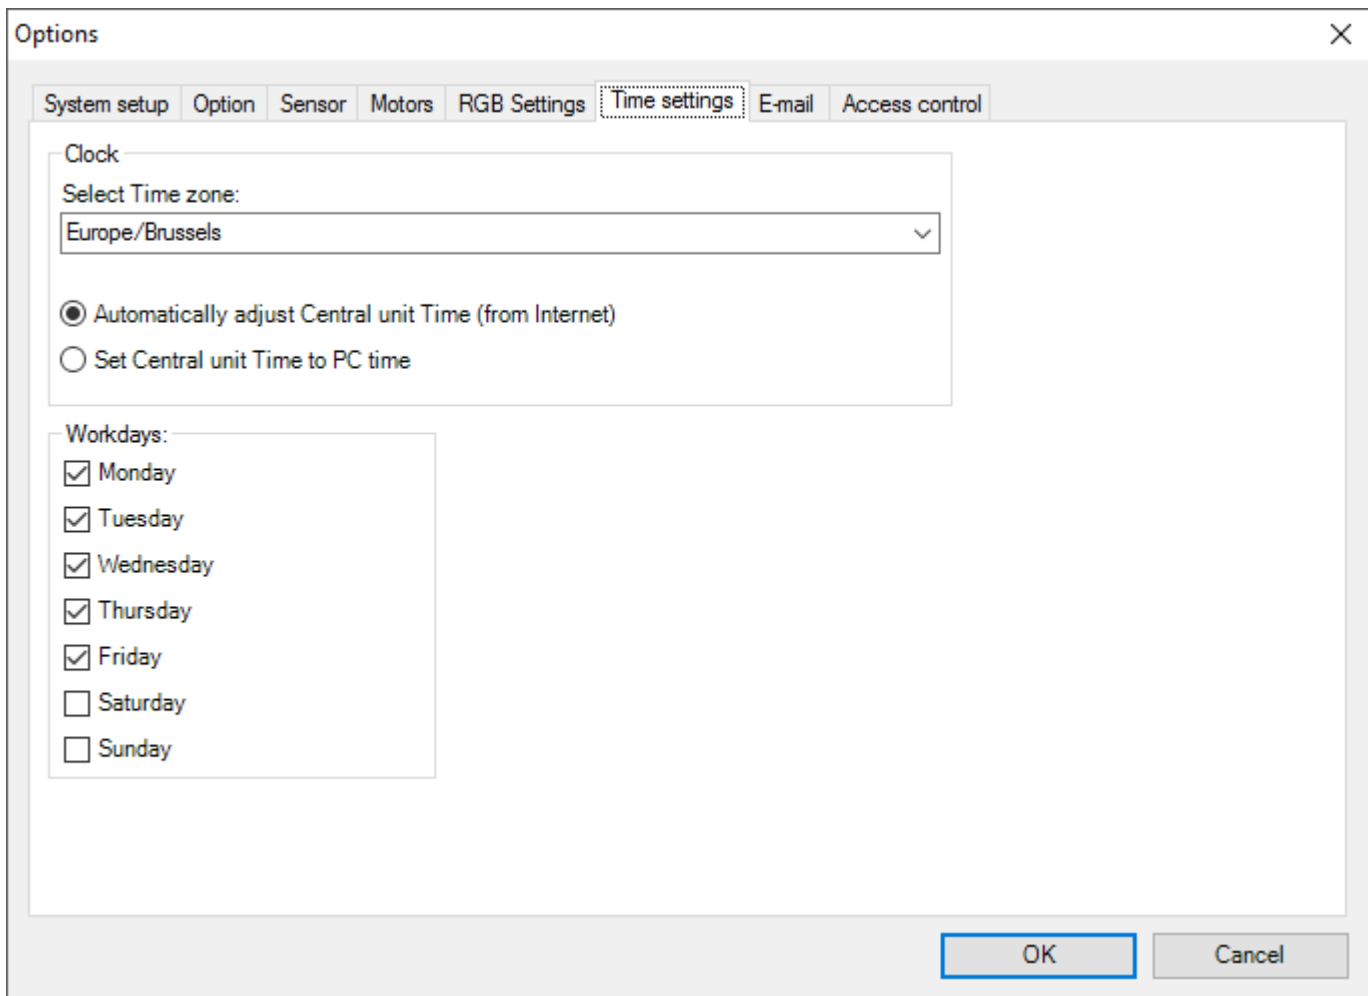 Options
System setup Option Sensor Motors RGB Settings Time settings E-mail Access control
Clock
Select Time zone:
Europe/Brussels
Automatically adjust Central unit Time (from Internet)
Set Central unit Time to PC time
Workdays:
Monday
Tuesday
Wednesday
Thursday
Friday
Saturday
Sunday
OK Cancel